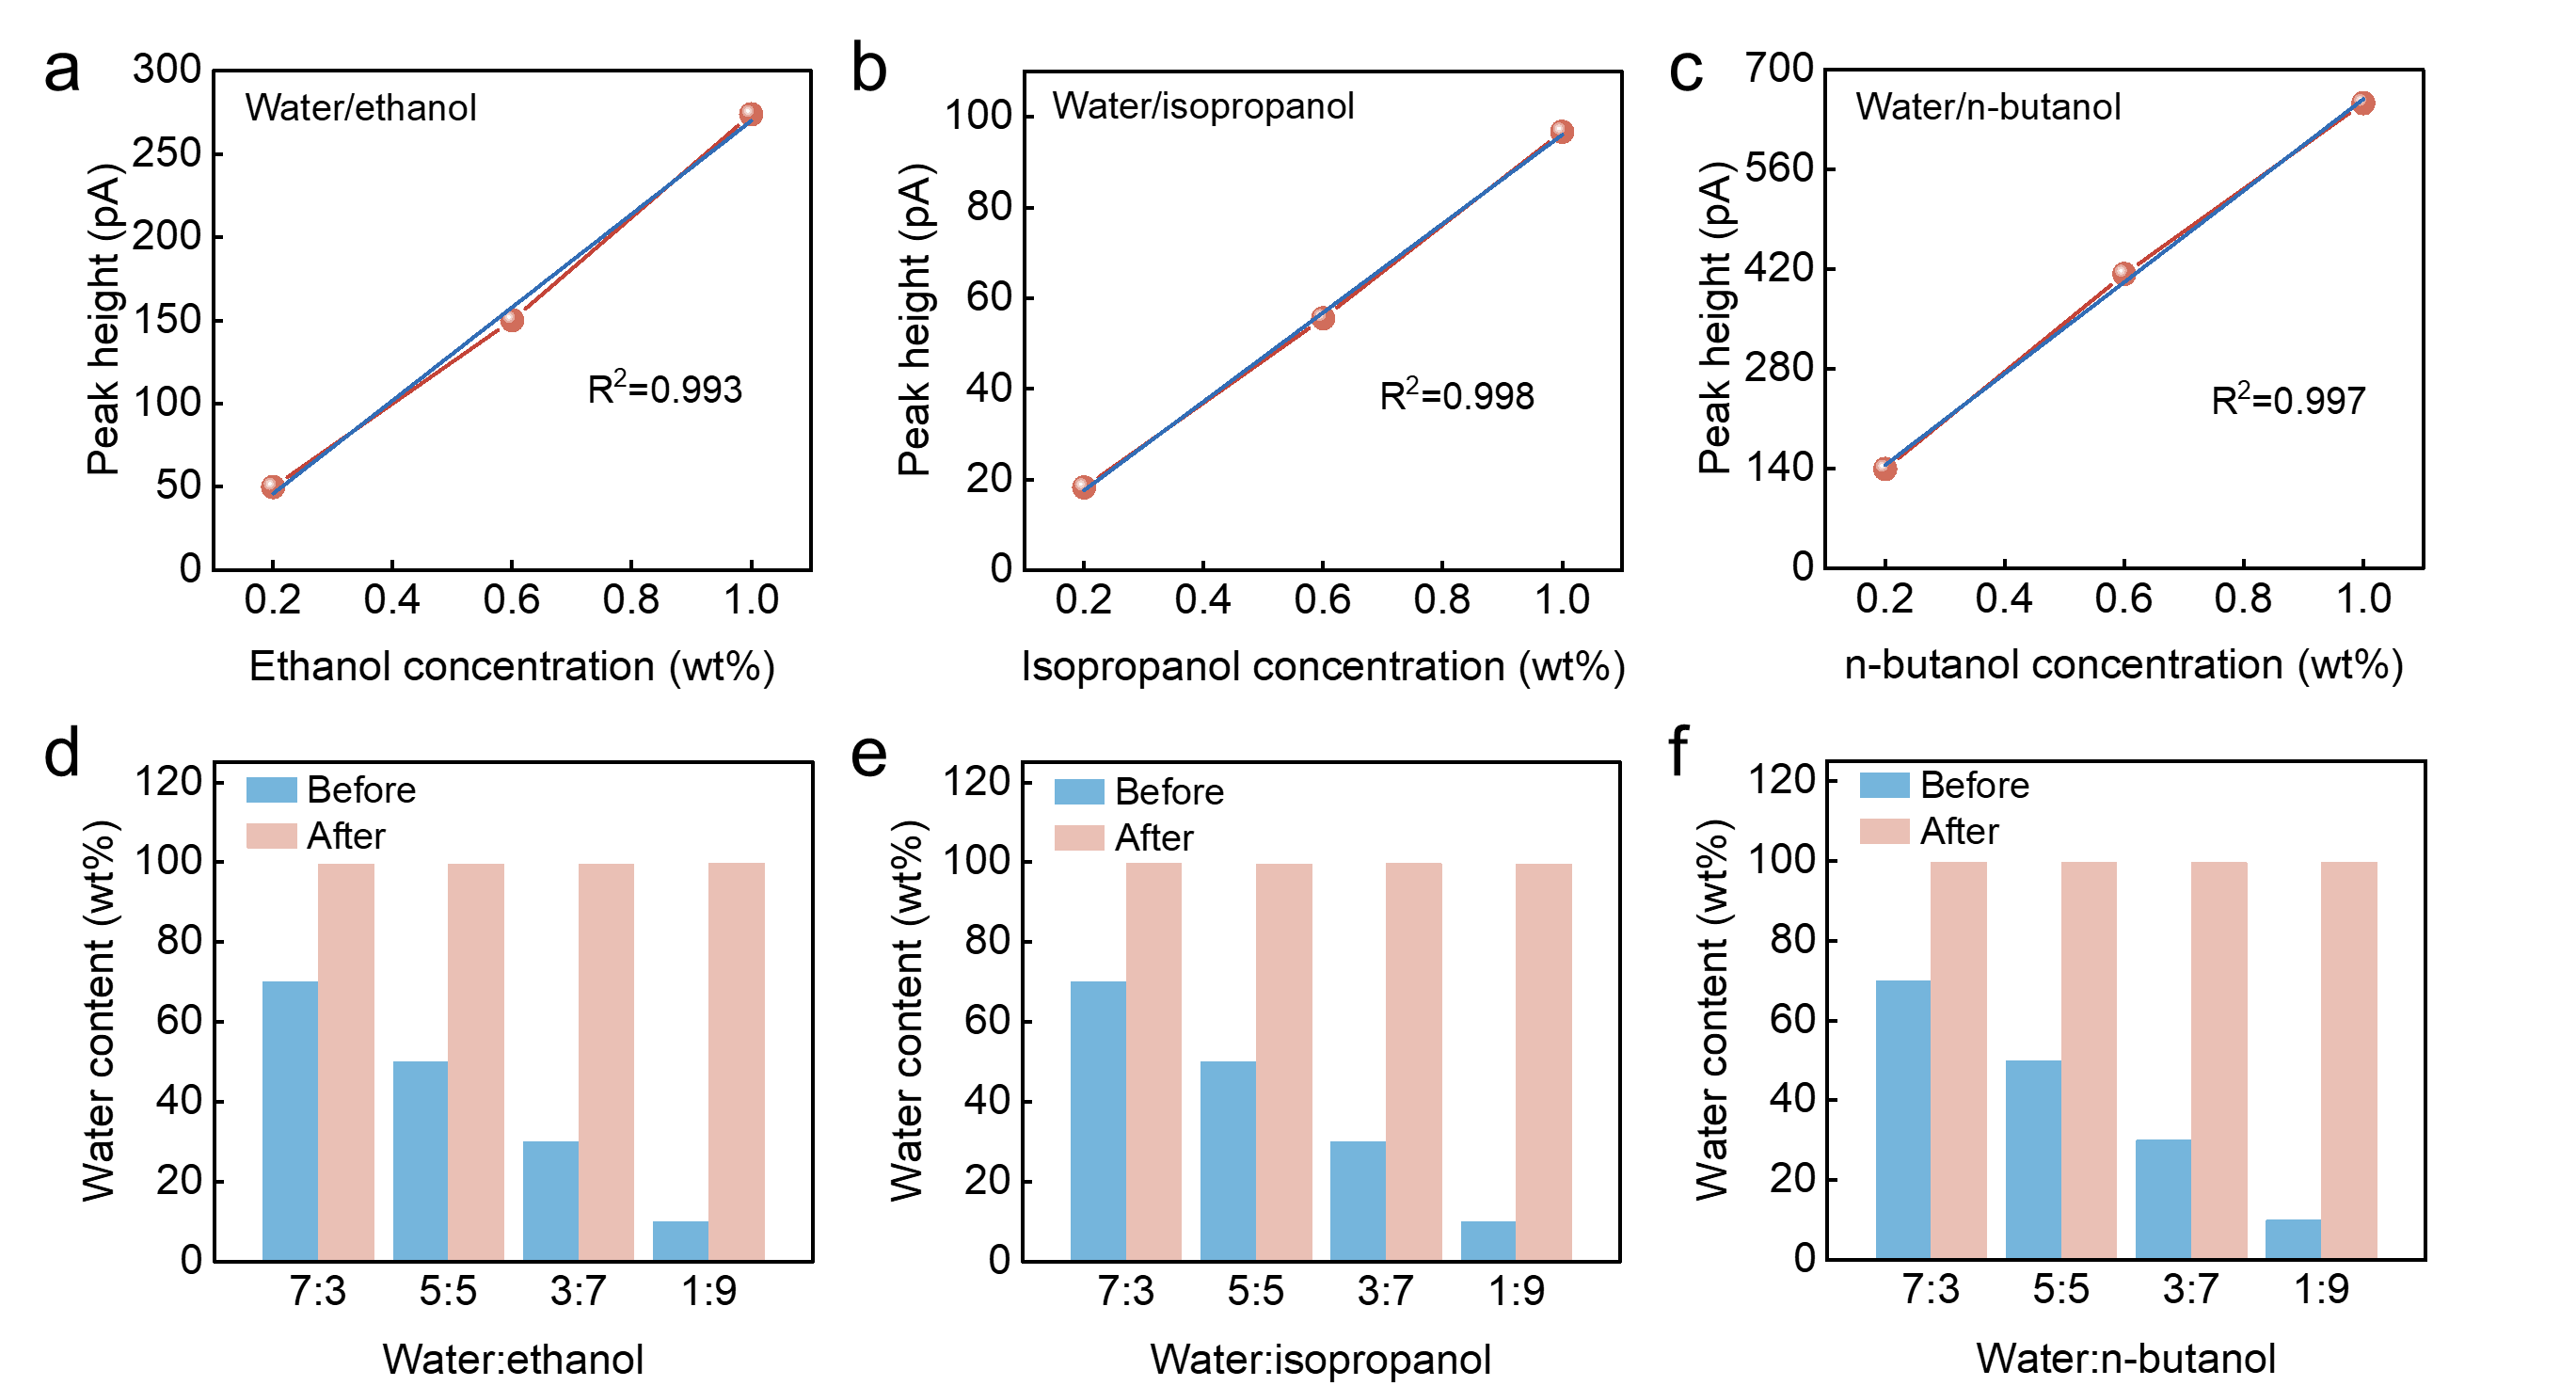 a
300
250
200
150
100
50
0
Peak height (pA)
Water/ethanol
R²=0.993
0.2 0.4 0.6 0.8 1.0
Ethanol concentration (wt%)
b
100
80
60
40
20
0
Peak height (pA)
Water/isopropanol
R²=0.998
0.2 0.4 0.6 0.8 1.0
Isopropanol concentration (wt%)
c
700
560
420
280
140
0
Peak height (pA)
Water/n-butanol
R²=0.997
0.2 0.4 0.6 0.8 1.0
n-butanol concentration (wt%)
d
120
100
80
60
40
20
0
Water content (wt%)
Before
After
7:3 5:5 3:7 1:9
Water:ethanol
e
120
100
80
60
40
20
0
Water content (wt%)
Before
After
7:3 5:5 3:7 1:9
Water:isopropanol
f
120
100
80
60
40
20
0
Water content (wt%)
Before
After
7:3 5:5 3:7 1:9
Water:n-butanol